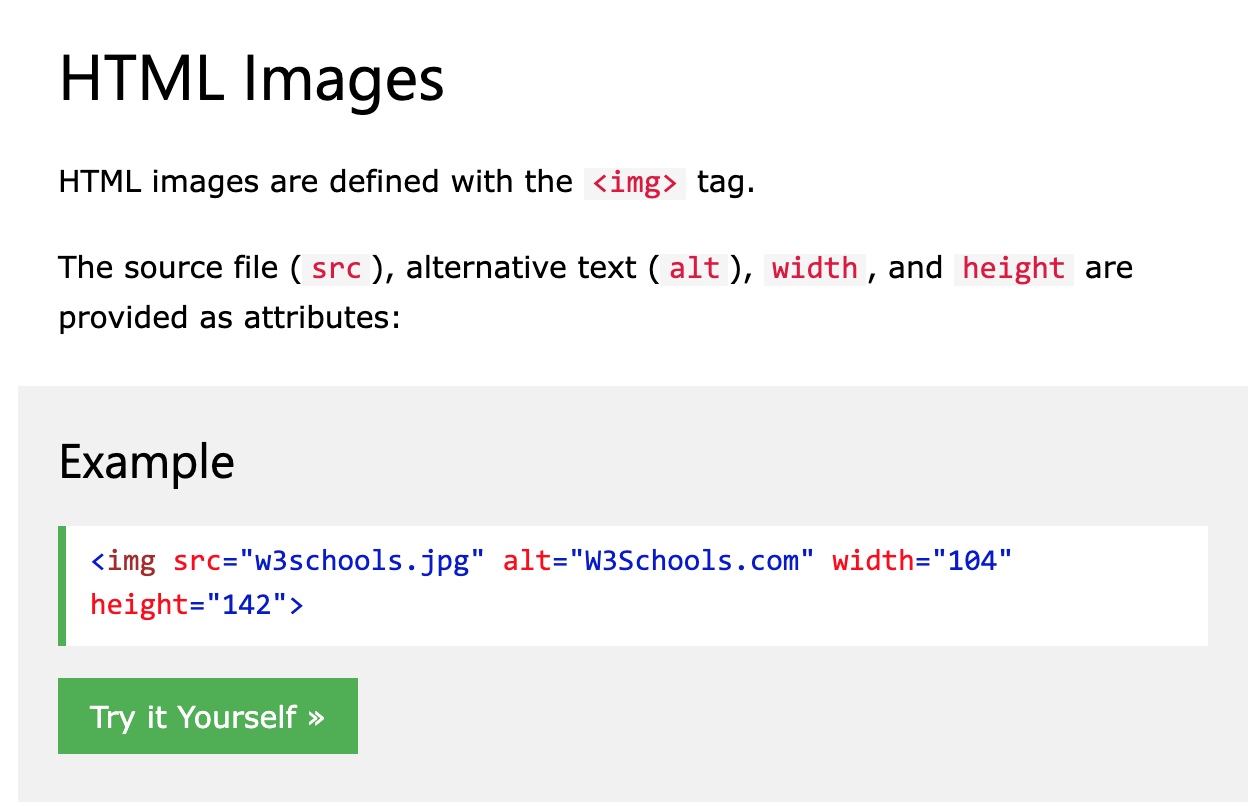 HTML Images
HTML images are defined with the <img> tag.
The source file (src), alternative text (alt), width, and height are
provided as attributes:
Example
<img src="w3schools.jpg" alt="W3Schools.com" width="104"
height="142">
Try it Yourself »